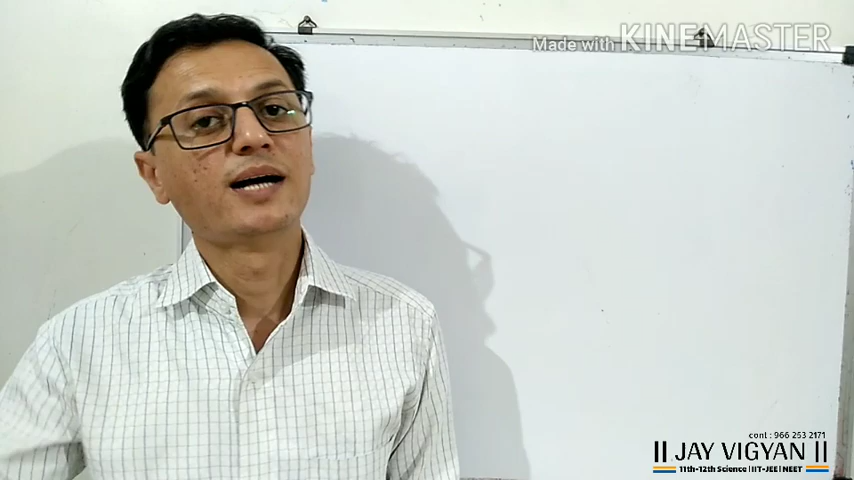 Made with KINEMASTER
cont : 966 253 2171
|| JAY VIGYAN ||
11th-12th Science | IIT-JEE | NEET